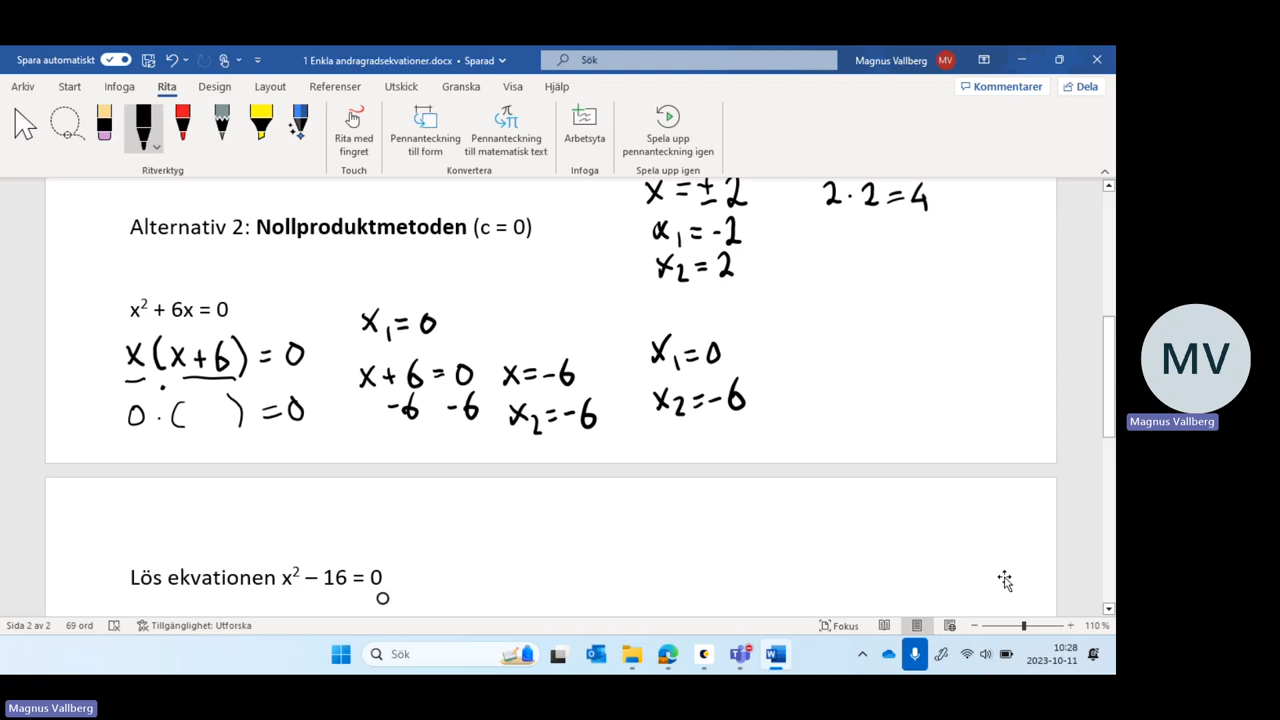 Spara automatiskt 1 Enkla andragradsekvationer.docx • Sparad Sök Magnus Vallberg MV
Arkiv Start Infoga Rita Design Layout Referenser Utskick Granska Visa Hjälp Kommentarer Dela
Rita med fingret
Pennanteckning till form
Pennanteckning till matematisk text
Arbetsyta
Spela upp pennanteckning igen
Ritverktyg Touch Konvertera Infoga Spela upp igen
x = ± 2 2 · 2 = 4
Alternativ 2: Nollproduktmetoden (c = 0)
x₁ = -2
x₂ = 2
x² + 6x = 0
x₁ = 0
x(x+6) = 0
x₁ = 0
x + 6 = 0 x = -6
-6 -6 x₂ = -6
x₂ = -6
0 · ( ) = 0
Lös ekvationen x² – 16 = 0
MV
Magnus Vallberg
Sida 2 av 2 69 ord Tillgänglighet: Utforska Fokus 110 %
Sök
10:28
2023-10-11
Magnus Vallberg